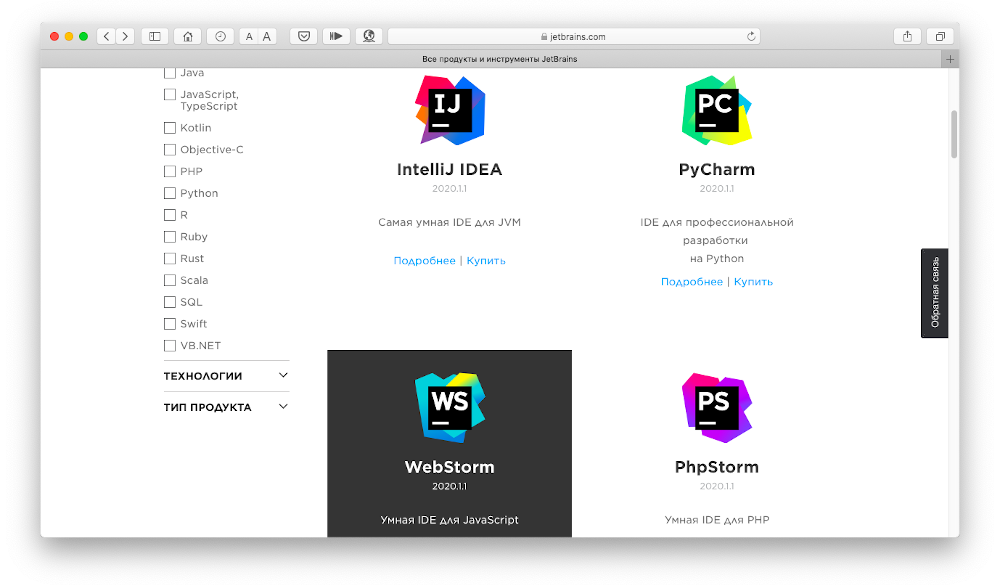 A A
jetbrains.com
Все продукты и инструменты JetBrains
Java
JavaScript,
TypeScript
Kotlin
Objective-C
PHP
Python
R
Ruby
Rust
Scala
SQL
Swift
VB.NET
ТЕХНОЛОГИИ
ТИП ПРОДУКТА
IJ
IntelliJ IDEA
2020.1.1
Самая умная IDE для JVM
Подробнее | Купить
PC
PyCharm
2020.1.1
IDE для профессиональной
разработки
на Python
Подробнее | Купить
WS
WebStorm
2020.1.1
Умная IDE для JavaScript
PS
PhpStorm
2020.1.1
Умная IDE для PHP
Обратная связь